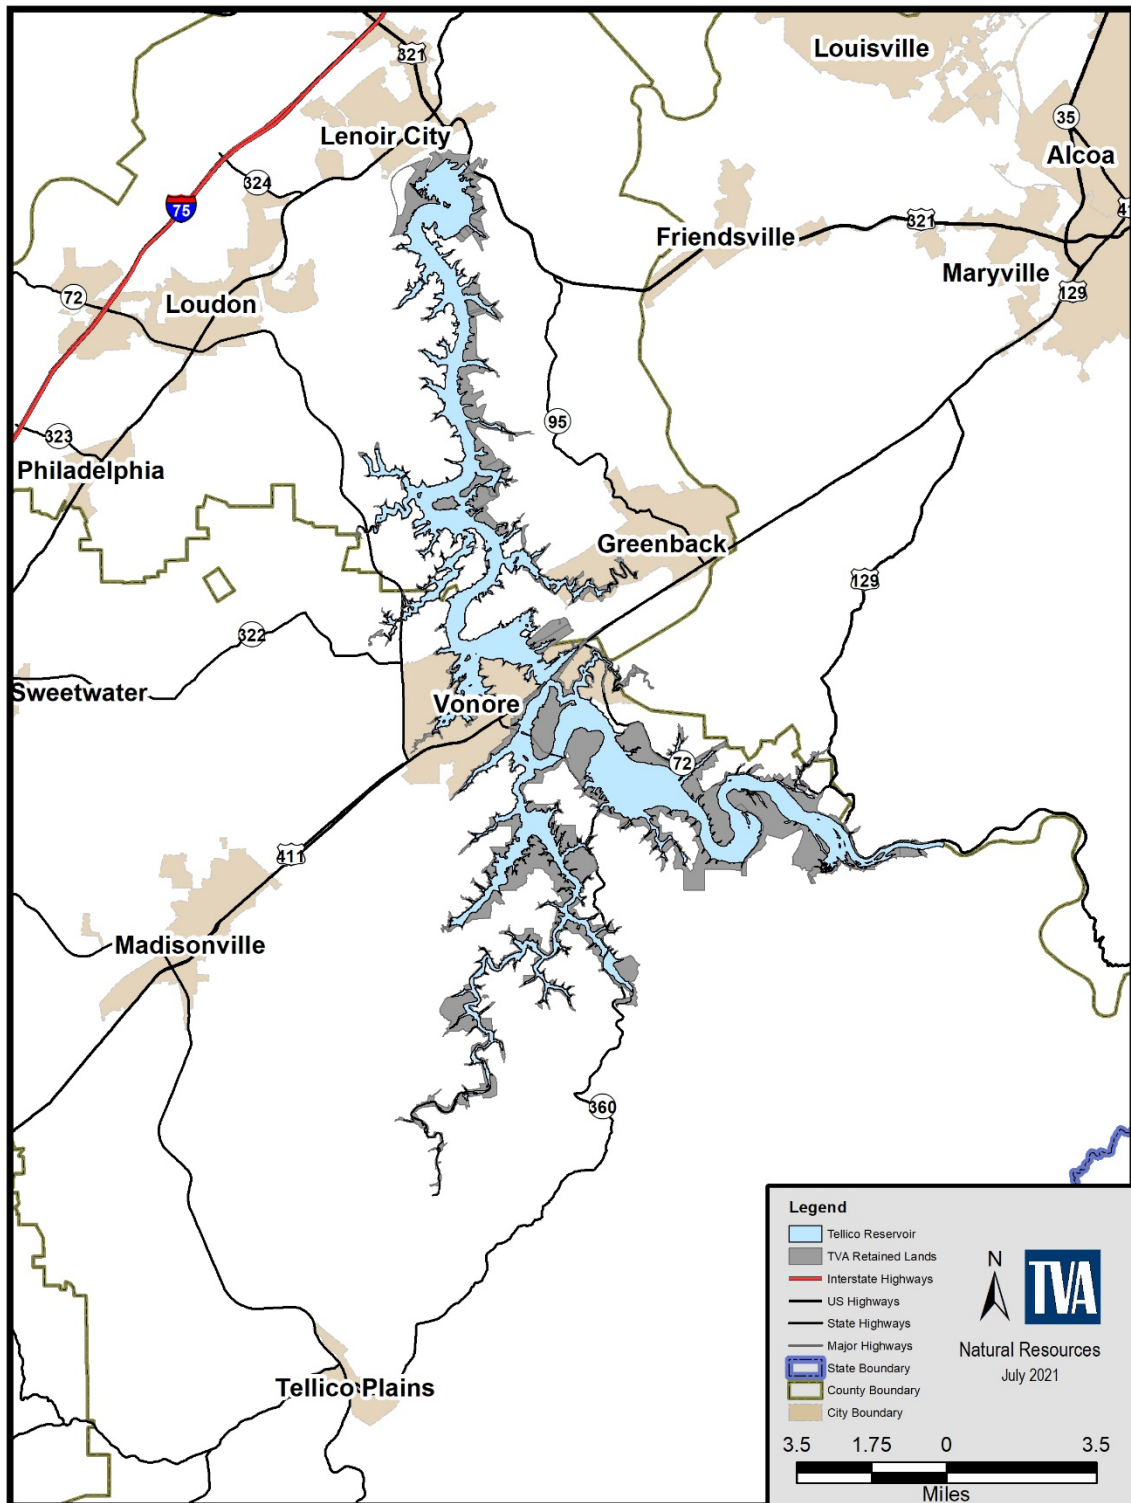 321
Louisville
35
Lenoir City
Alcoa
324
75
41
321
Friendsville
Maryville
129
72
Loudon
95
323
Philadelphia
Greenback
129
322
Sweetwater
Vonore
72
411
Madisonville
360
Tellico Plains
Legend
Tellico Reservoir
TVA Retained Lands
Interstate Highways
US Highways
State Highways
Major Highways
State Boundary
County Boundary
City Boundary
N
TVA
Natural Resources
July 2021
3.5 1.75 0 3.5
Miles